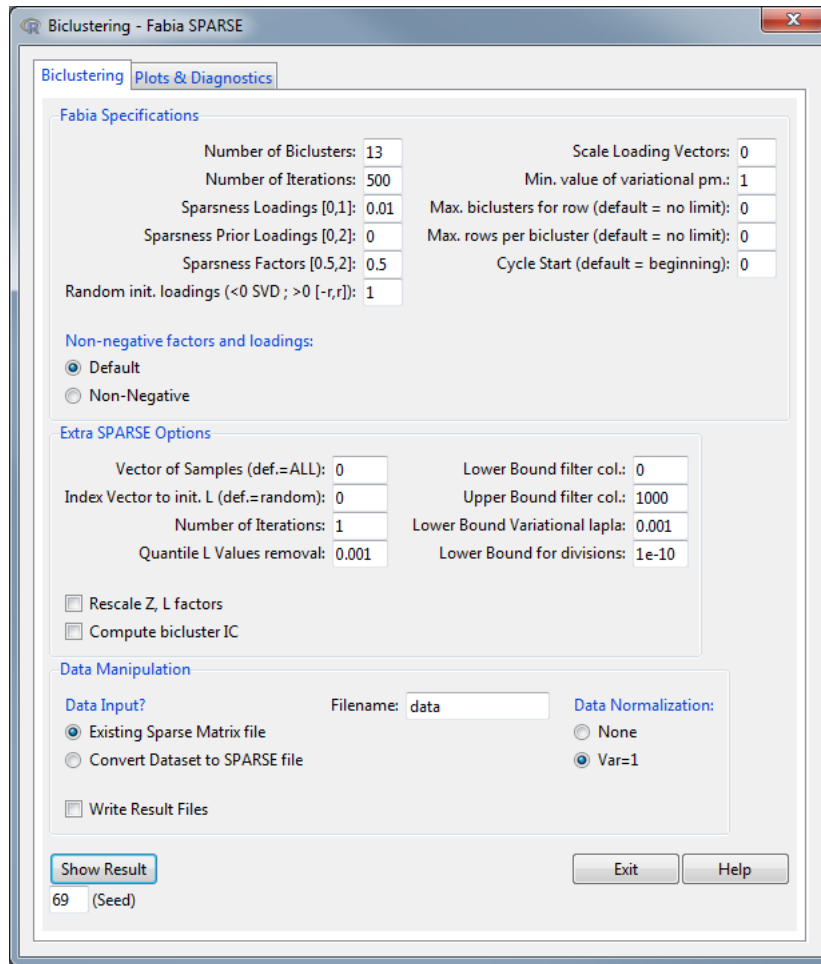 Biclustering - Fabia SPARSE
Biclustering Plots & Diagnostics
Fabia Specifications
Number of Biclusters: 13 Scale Loading Vectors: 0
Number of Iterations: 500 Min. value of variational pm.: 1
Sparsness Loadings [0,1]: 0.01 Max. biclusters for row (default = no limit): 0
Sparsness Prior Loadings [0,2]: 0 Max. rows per bicluster (default = no limit): 0
Sparsness Factors [0.5,2]: 0.5 Cycle Start (default = beginning): 0
Random init. loadings (<0 SVD ; >0 [-r,r]): 1
Non-negative factors and loadings:
Default
Non-Negative
Extra SPARSE Options
Vector of Samples (def.=ALL): 0 Lower Bound filter col.: 0
Index Vector to init. L (def.=random): 0 Upper Bound filter col.: 1000
Number of Iterations: 1 Lower Bound Variational lapla: 0.001
Quantile L Values removal: 0.001 Lower Bound for divisions: 1e-10
Rescale Z, L factors
Compute bicluster IC
Data Manipulation
Data Input? Filename: data Data Normalization:
Existing Sparse Matrix file None
Convert Dataset to SPARSE file Var=1
Write Result Files
Show Result Exit Help
69 (Seed)